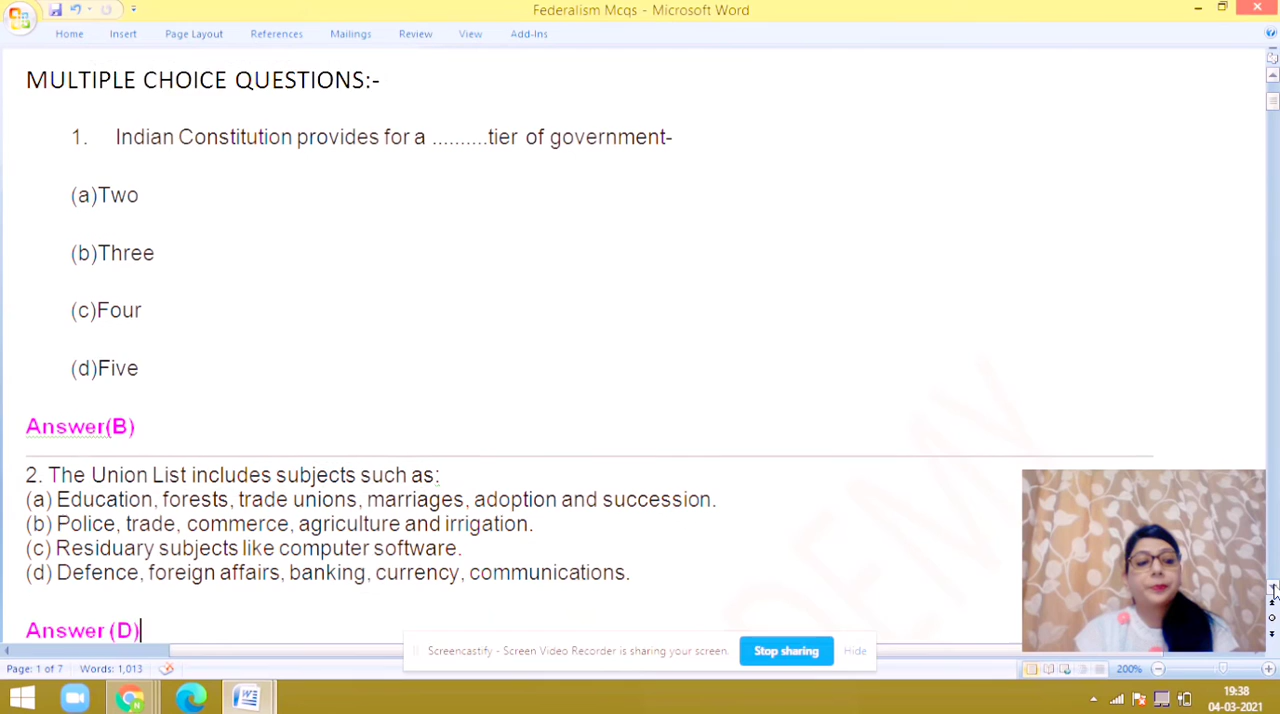 Federalism Mcqs - Microsoft Word
Home Insert Page Layout References Mailings Review View Add-Ins
MULTIPLE CHOICE QUESTIONS:-
1. Indian Constitution provides for a ..........tier of government-
(a)Two
(b)Three
(c)Four
(d)Five
Answer(B)
2. The Union List includes subjects such as:
(a) Education, forests, trade unions, marriages, adoption and succession.
(b) Police, trade, commerce, agriculture and irrigation.
(c) Residuary subjects like computer software.
(d) Defence, foreign affairs, banking, currency, communications.
Answer (D)
Screencastify - Screen Video Recorder is sharing your screen. Stop sharing Hide
Page: 1 of 7 Words: 1,013 200%
19:38
04-03-2021